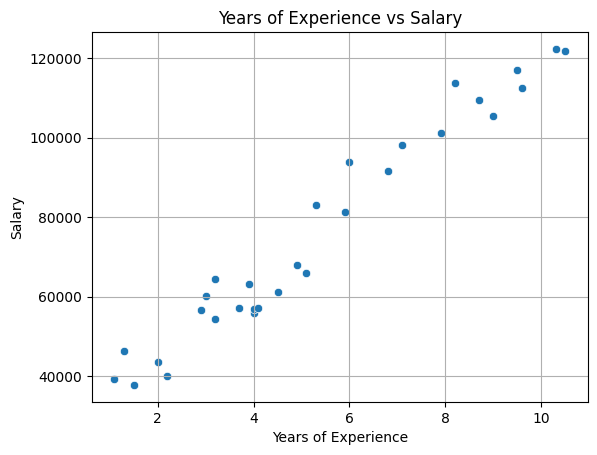 Years of Experience vs Salary
120000
100000
80000
60000
40000
Salary
2 4 6 8 10
Years of Experience